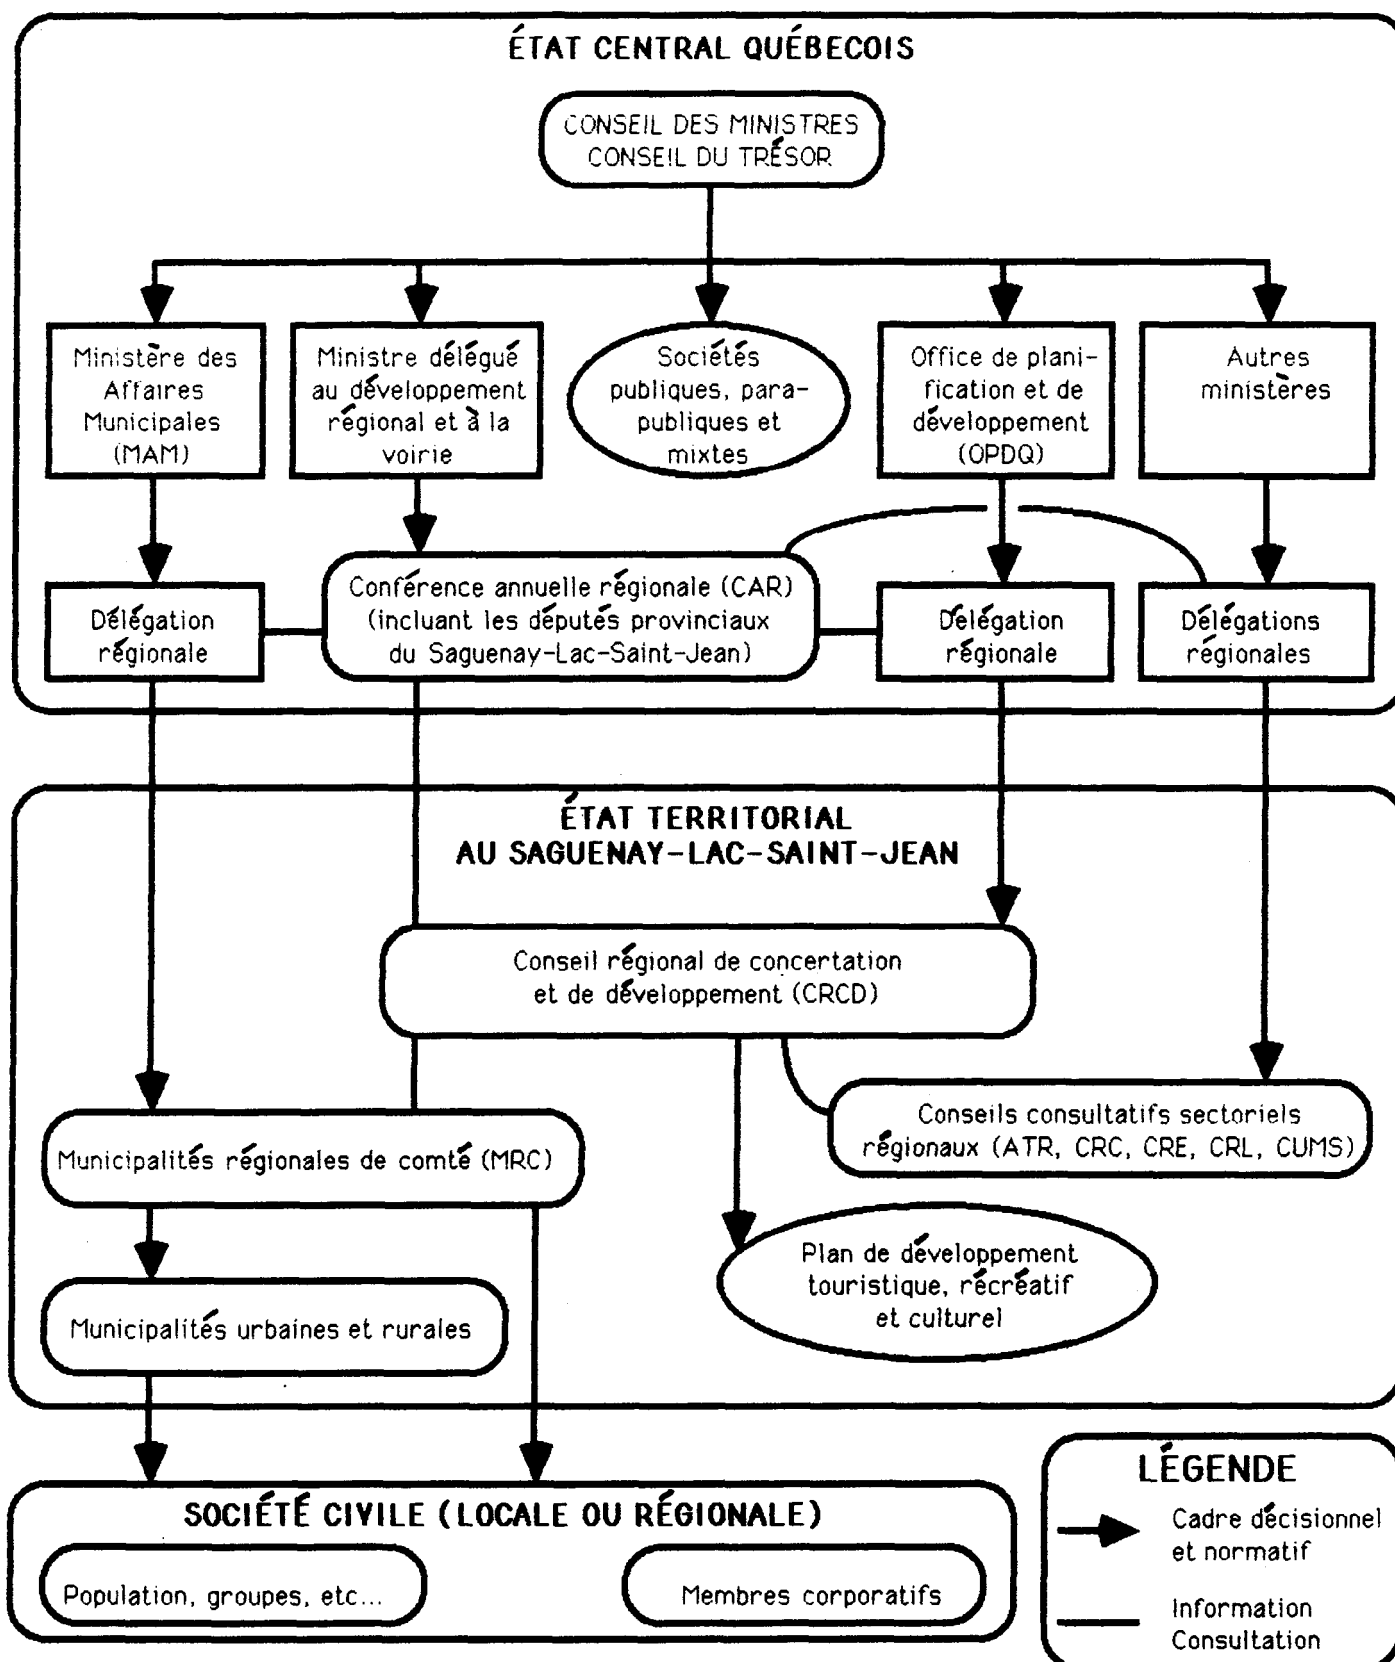 ÉTAT CENTRAL QUÉBECOIS
CONSEIL DES MINISTRES
CONSEIL DU TRÉSOR
Ministère des
Affaires
Municipales
(MAM)
Ministre délégué
au développement
régional et à la
voirie
Sociétés
publiques, para-
publiques et
mixtes
Office de plani-
fication et de
développement
(OPDQ)
Autres
ministères
Délégation
régionale
Conférence annuelle régionale (CAR)
(incluant les députés provinciaux
du Saguenay-Lac-Saint-Jean)
Délégation
régionale
Délégations
régionales
ÉTAT TERRITORIAL
AU SAGUENAY-LAC-SAINT-JEAN
Conseil régional de concertation
et de développement (CRCD)
Municipalités régionales de comté (MRC)
Conseils consultatifs sectoriels
régionaux (ATR, CRC, CRE, CRL, CUMS)
Plan de développement
touristique, récréatif
et culturel
Municipalités urbaines et rurales
SOCIÉTÉ CIVILE (LOCALE OU RÉGIONALE)
Population, groupes, etc...
Membres corporatifs
LÉGENDE
Cadre décisionnel
et normatif
Information
Consultation